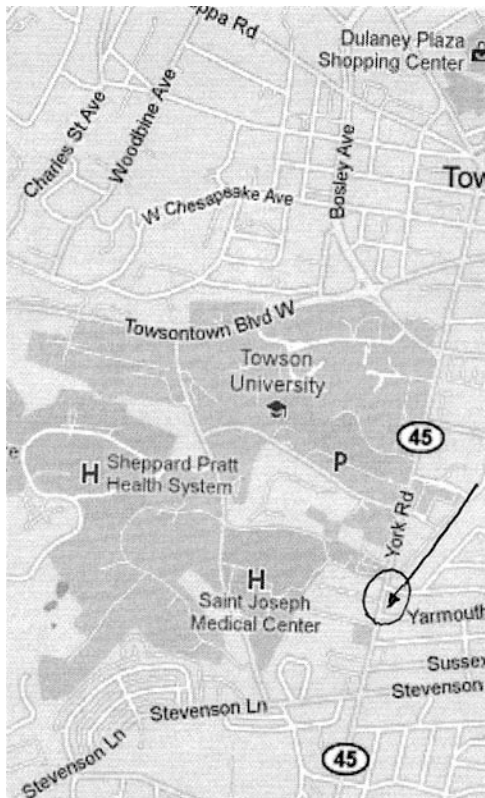 ppa Rd
Dulaney Plaza
Shopping Center
Charles St Ave
Woodbine Ave
Bosley Ave
Tow
W Chesapeake Ave
Towsontown Blvd W
Towson
University
45
P
H
Sheppard Pratt
Health System
York Rd
H
Saint Joseph
Medical Center
Yarmouth
Sussex
Stevenson
Stevenson Ln
45
Stevenson Ln